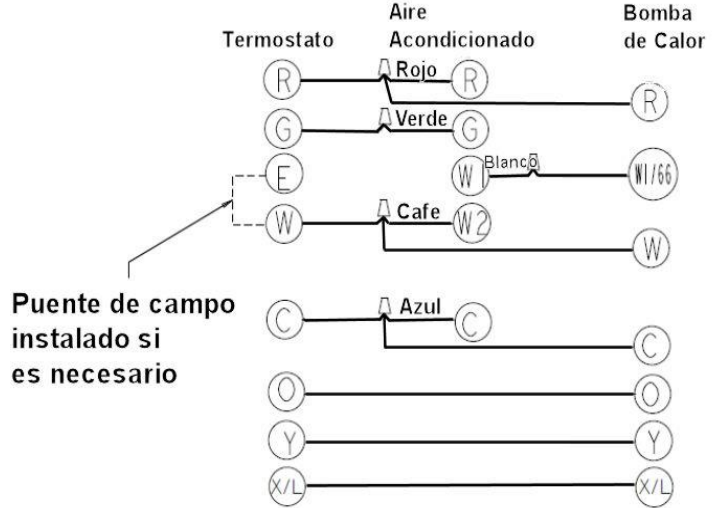 Termostato
Aire
Acondicionado
Bomba
de Calor
R Rojo R R
G Verde G
E W1 Blanco W1/66
W Cafe W2 W
Puente de campo
instalado si
es necesario
C Azul C C
O O
Y Y
X/L X/L